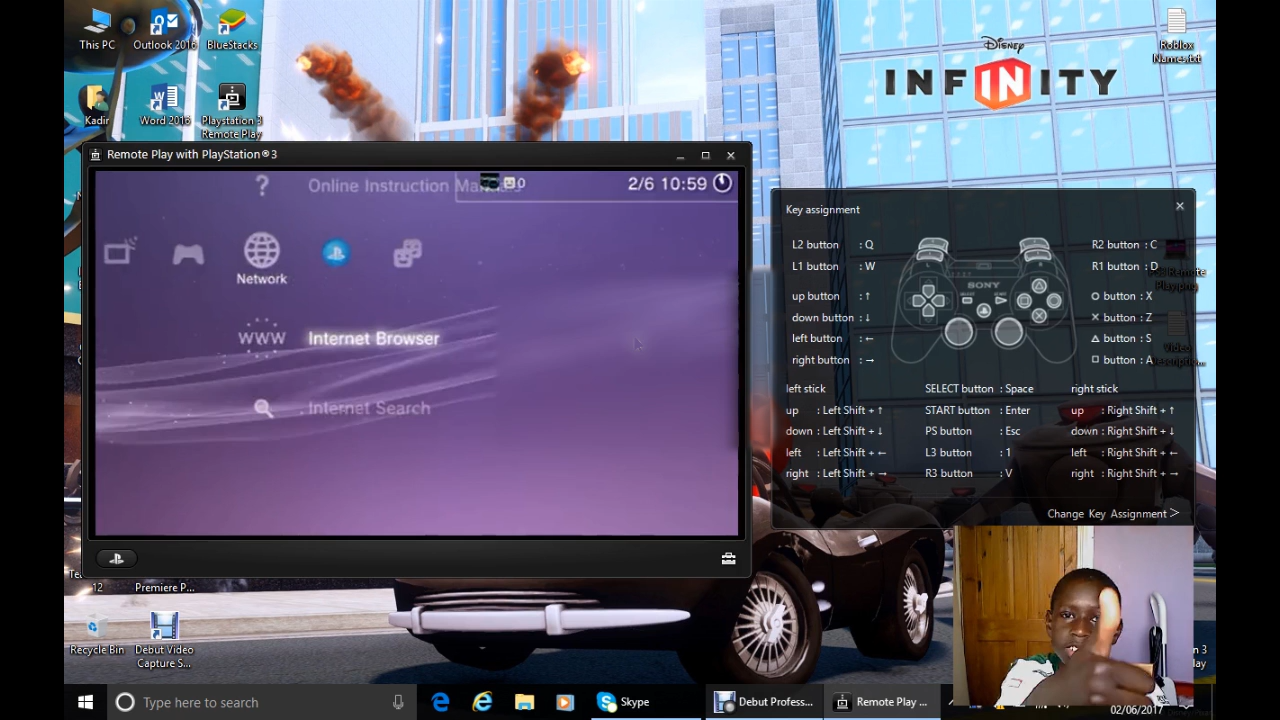 This PC
Outlook 2016
BlueStacks
Kadir
Word 2016
Playstation 3
Remote Play
DISNEY
INFINITY
Roblox
Names.txt
Remote Play with PlayStation®3
Online Instruction
2/6 10:59
Network
WWW
Internet Browser
Internet Search
Key assignment
L2 button : Q
L1 button : W
up button : ↑
down button : ↓
left button : ←
right button : →
SONY
R2 button : C
R1 button : D
○ button : X
× button : Z
△ button : S
□ button : A
left stick
up : Left Shift + ↑
down : Left Shift + ↓
left : Left Shift + ←
right : Left Shift + →
SELECT button : Space
START button : Enter
PS button : Esc
L3 button : 1
R3 button : V
right stick
up : Right Shift + ↑
down : Right Shift + ↓
left : Right Shift + ←
right : Right Shift + →
Change Key Assignment >
12
Premiere P...
Recycle Bin
Debut Video
Capture S...
Type here to search
Skype
Debut Profess...
Remote Play ...
02/06/2017